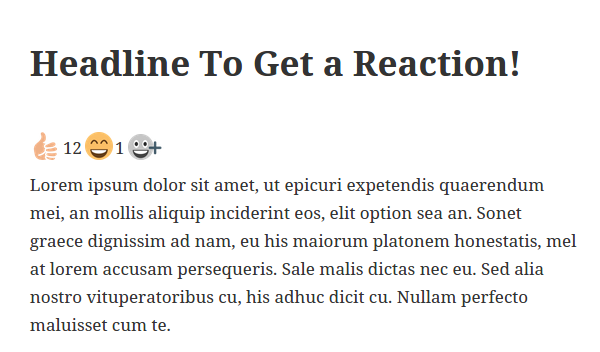 Headline To Get a Reaction!
12 1
Lorem ipsum dolor sit amet, ut epicuri expetendis quaerendum
mei, an mollis aliquip inciderint eos, elit option sea an. Sonet
graece dignissim ad nam, eu his maiorum platonem honestatis, mel
at lorem accusam persequeris. Sale malis dictas nec eu. Sed alia
nostro vituperatoribus cu, his adhuc dicit cu. Nullam perfecto
maluisset cum te.